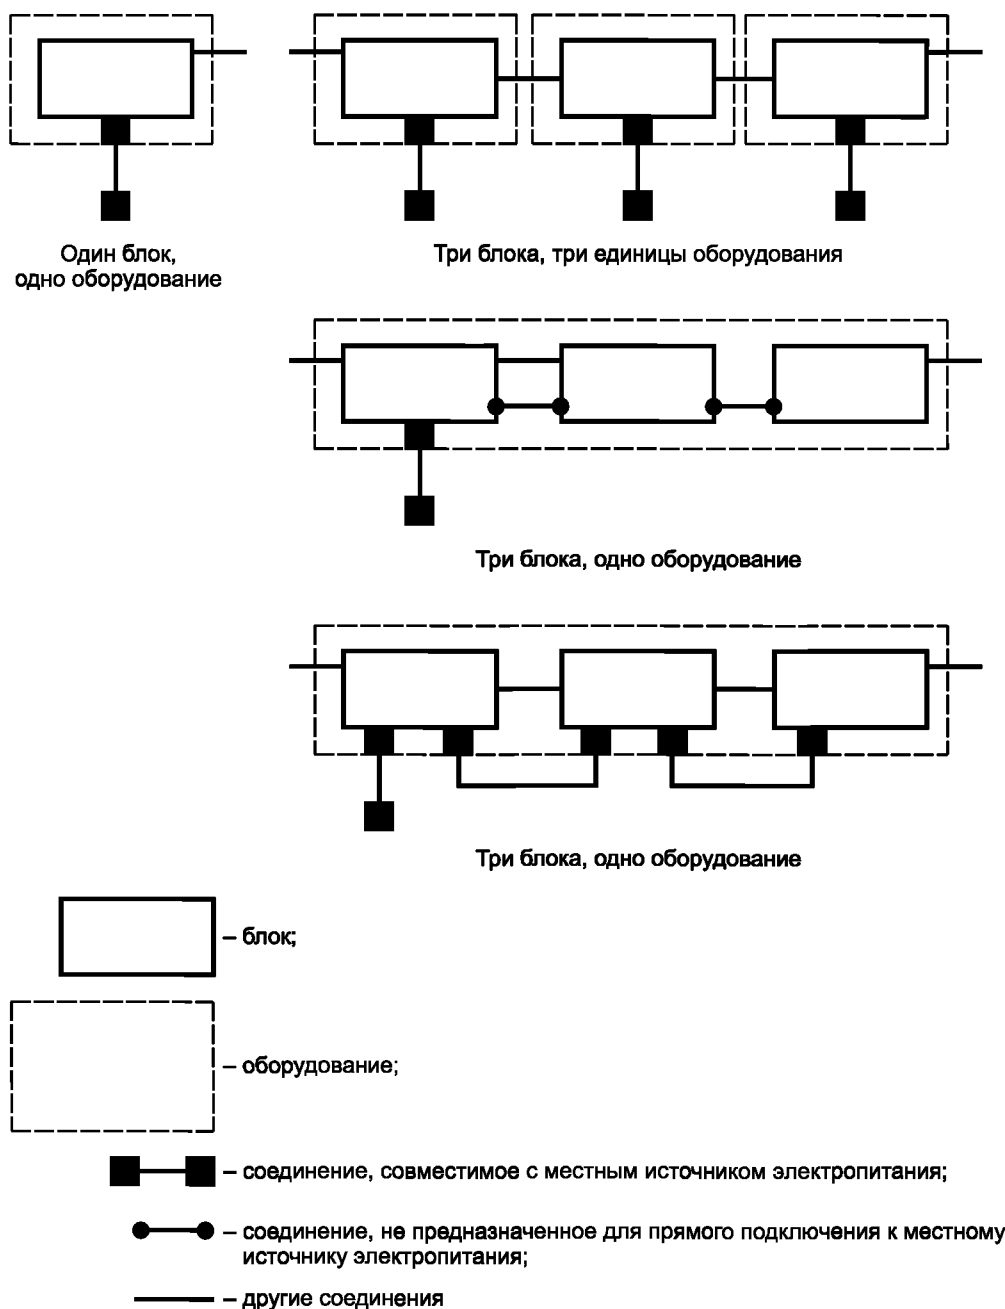 Один блок,
одно оборудование
Три блока, три единицы оборудования
Три блока, одно оборудование
Три блока, одно оборудование
– блок;
– оборудование;
– соединение, совместимое с местным источником электропитания;
– соединение, не предназначенное для прямого подключения к местному
источнику электропитания;
– другие соединения